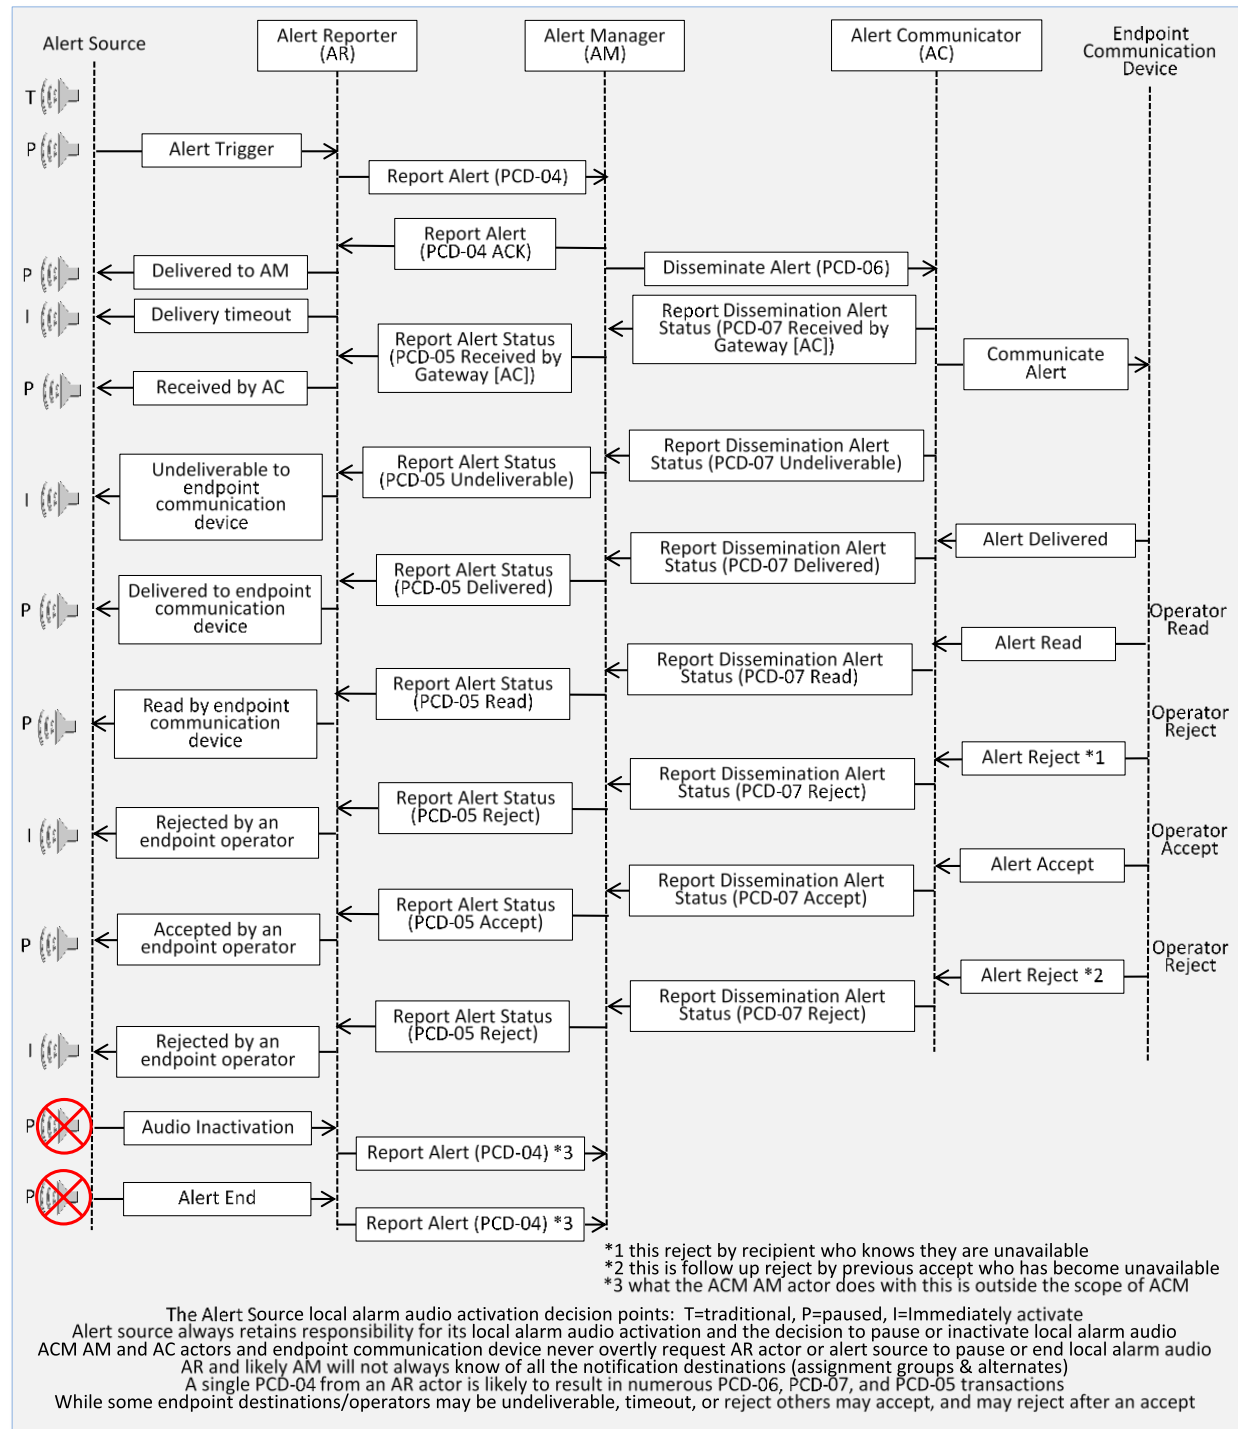 Alert Source
Alert Reporter
(AR)
Alert Manager
(AM)
Alert Communicator
(AC)
Endpoint
Communication
Device
T
P
Alert Trigger
Report Alert (PCD-04)
Report Alert
(PCD-04 ACK)
P
Delivered to AM
Disseminate Alert (PCD-06)
I
Delivery timeout
Report Dissemination Alert
Status (PCD-07 Received by
Gateway [AC])
Report Alert Status
(PCD-05 Received by
Gateway [AC])
Communicate
Alert
P
Received by AC
Report Dissemination Alert
Status (PCD-07 Undeliverable)
Report Alert Status
(PCD-05 Undeliverable)
I
Undeliverable to
endpoint
communication
device
Alert Delivered
Report Dissemination Alert
Status (PCD-07 Delivered)
Report Alert Status
(PCD-05 Delivered)
P
Delivered to endpoint
communication
device
Operator
Read
Alert Read
Report Dissemination Alert
Status (PCD-07 Read)
Report Alert Status
(PCD-05 Read)
P
Read by endpoint
communication
device
Operator
Reject
Alert Reject *1
Report Dissemination Alert
Status (PCD-07 Reject)
Report Alert Status
(PCD-05 Reject)
I
Rejected by an
endpoint operator
Operator
Accept
Alert Accept
Report Dissemination Alert
Status (PCD-07 Accept)
Report Alert Status
(PCD-05 Accept)
P
Accepted by an
endpoint operator
Operator
Reject
Alert Reject *2
Report Dissemination Alert
Status (PCD-07 Reject)
Report Alert Status
(PCD-05 Reject)
I
Rejected by an
endpoint operator
P
Audio Inactivation
Report Alert (PCD-04) *3
P
Alert End
Report Alert (PCD-04) *3
*1 this reject by recipient who knows they are unavailable
*2 this is follow up reject by previous accept who has become unavailable
*3 what the ACM AM actor does with this is outside the scope of ACM
The Alert Source local alarm audio activation decision points:  T=traditional, P=paused, I=Immediately activate
Alert source always retains responsibility for its local alarm audio activation and the decision to pause or inactivate local alarm audio
ACM AM and AC actors and endpoint communication device never overtly request AR actor or alert source to pause or end local alarm audio
AR and likely AM will not always know of all the notification destinations (assignment groups & alternates)
A single PCD-04 from an AR actor is likely to result in numerous PCD-06, PCD-07, and PCD-05 transactions
While some endpoint destinations/operators may be undeliverable, timeout, or reject others may accept, and may reject after an accept